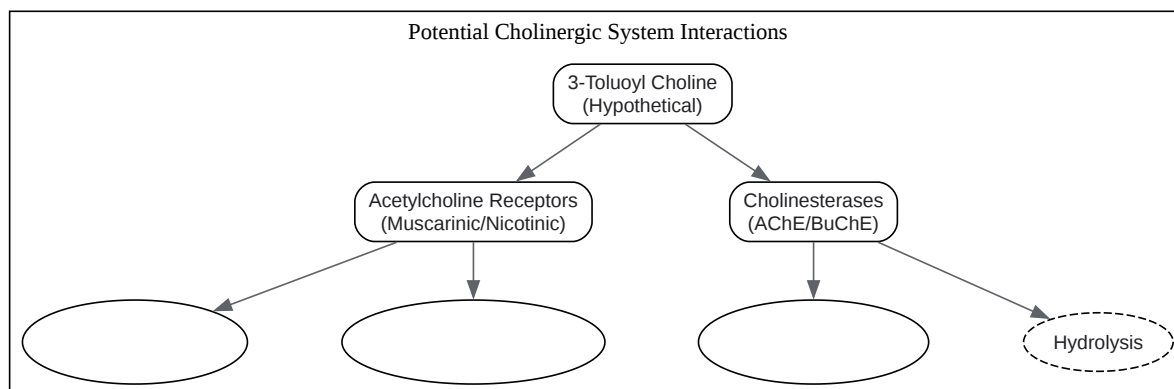 Potential Cholinergic System Interactions
3-Toluoyl Choline
(Hypothetical)
Acetylcholine Receptors
(Muscarinic/Nicotinic)
Cholinesterases
(AChE/BuChE)
Hydrolysis